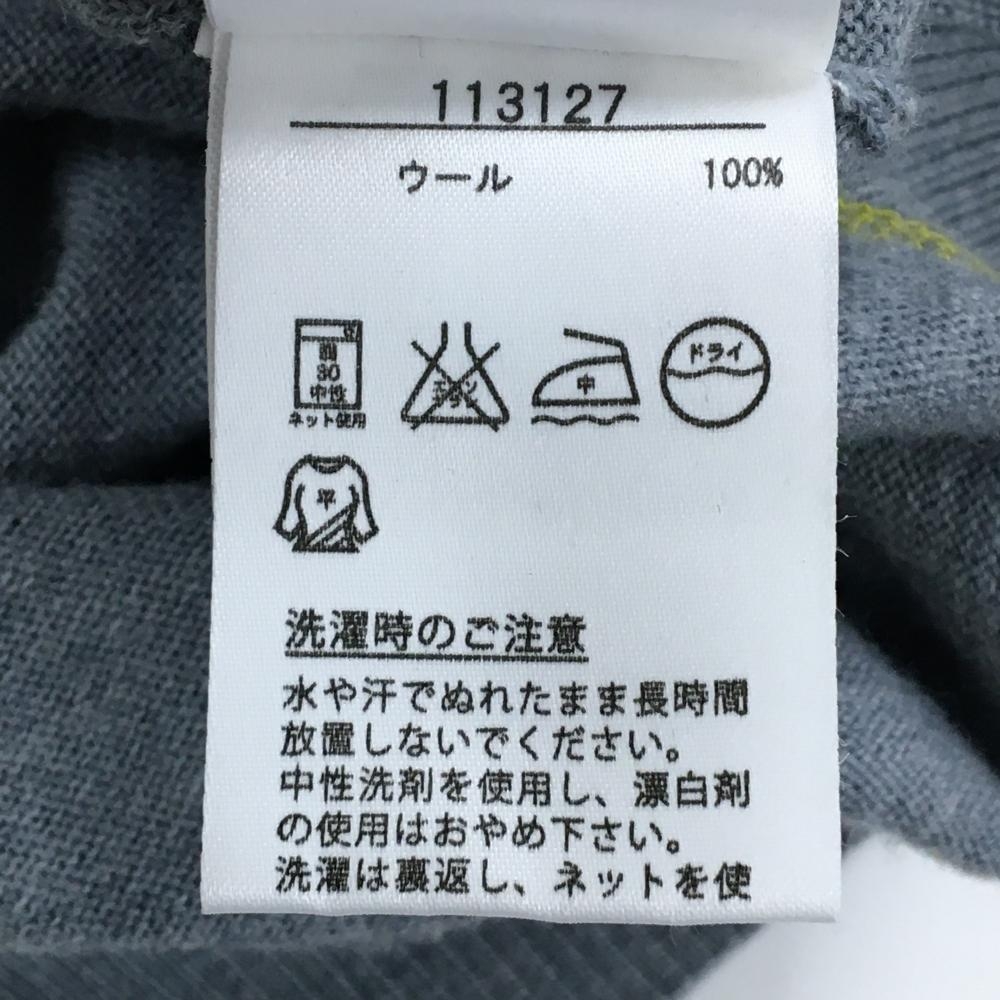 113127
ウール 100%
弱
30
中性
ネット使用
エンソ
サラシ
中
ドライ
平
洗濯時のご注意
水や汗でぬれたまま長時間
放置しないでください。
中性洗剤を使用し、漂白剤
の使用はおやめ下さい。
洗濯は裏返し、ネットを使